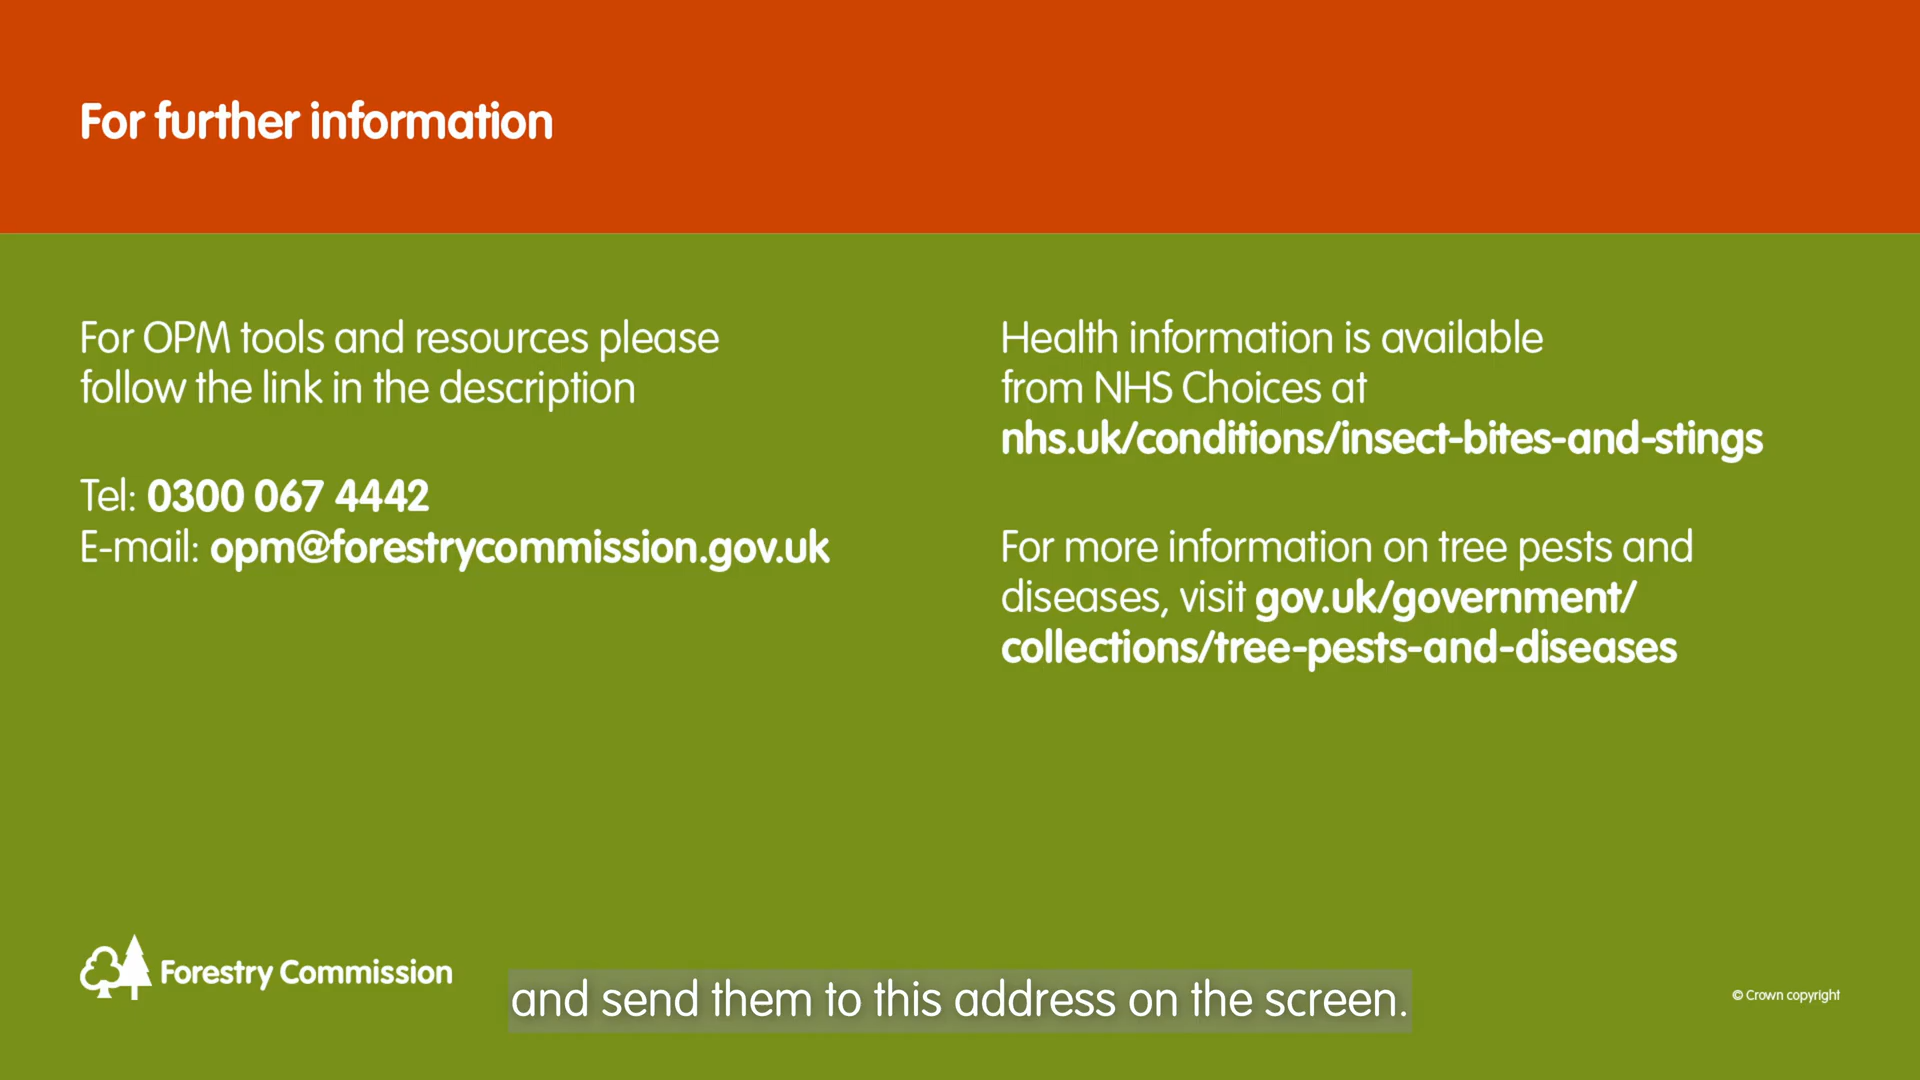 For further information
For OPM tools and resources please
follow the link in the description
Tel: 0300 067 4442
E-mail: opm@forestrycommission.gov.uk
Health information is available
from NHS Choices at
nhs.uk/conditions/insect-bites-and-stings
For more information on tree pests and
diseases, visit gov.uk/government/
collections/tree-pests-and-diseases
Forestry Commission
and send them to this address on the screen.
© Crown copyright